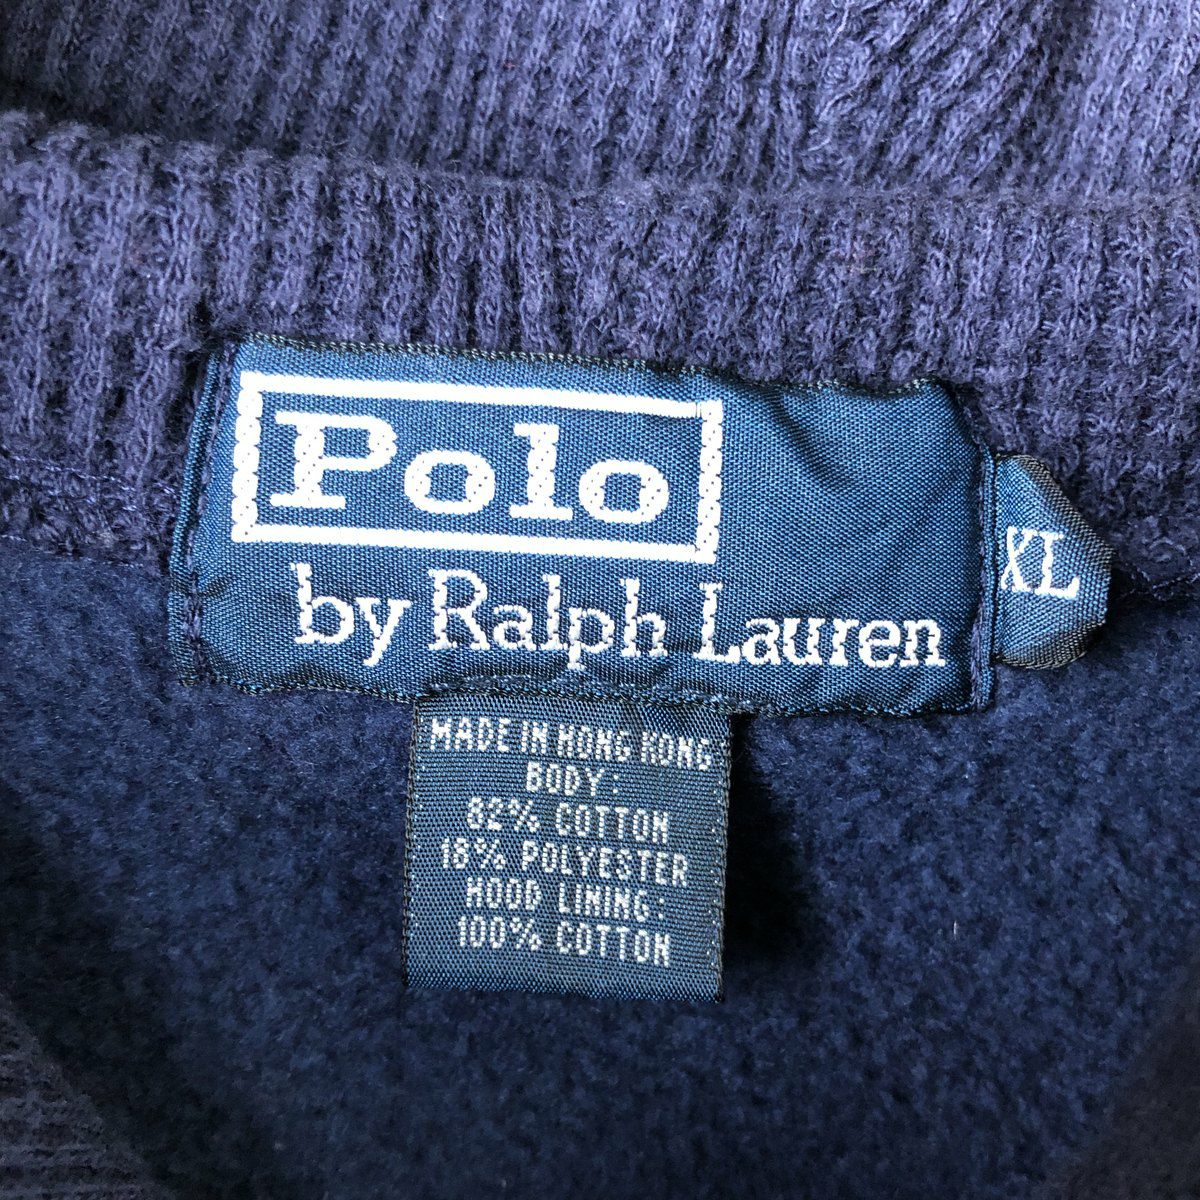 Polo
by Ralph Lauren
XL
MADE IN HONG KONG
BODY:
82% COTTON
18% POLYESTER
HOOD LINING:
100% COTTON